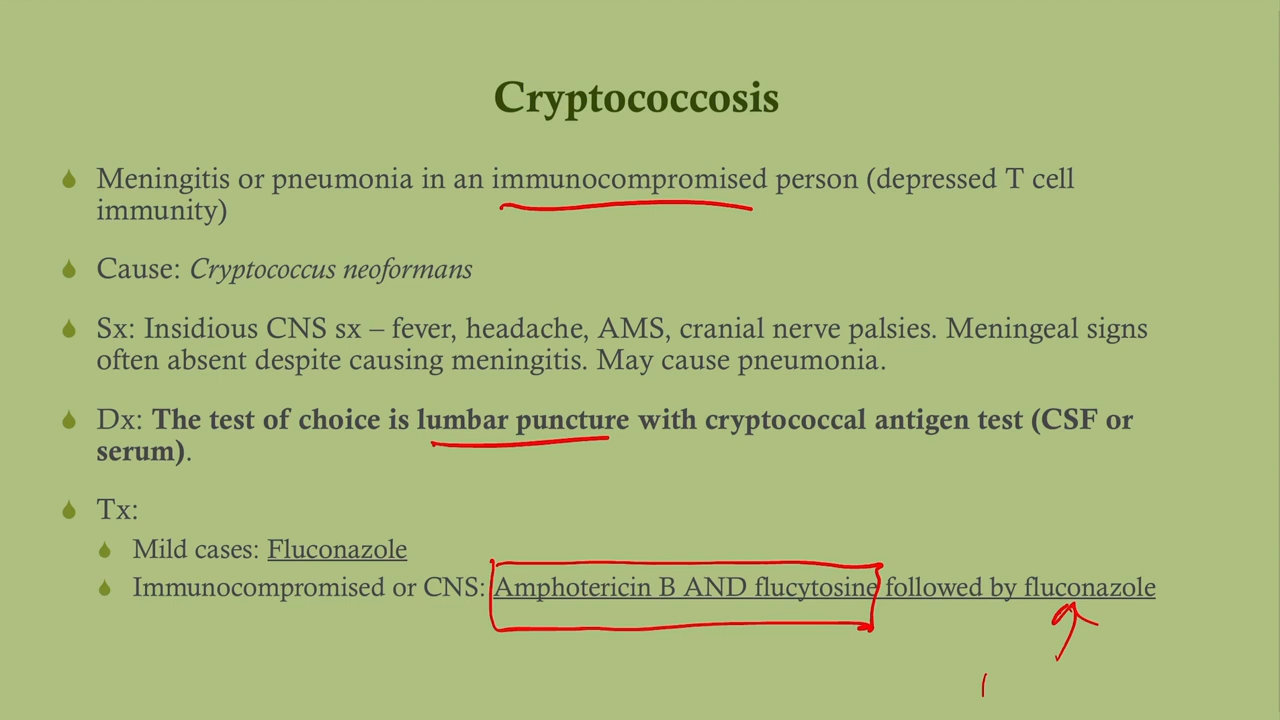 Cryptococcosis
Meningitis or pneumonia in an immunocompromised person (depressed T cell
immunity)
Cause: Cryptococcus neoformans
Sx: Insidious CNS sx – fever, headache, AMS, cranial nerve palsies. Meningeal signs
often absent despite causing meningitis. May cause pneumonia.
Dx: The test of choice is lumbar puncture with cryptococcal antigen test (CSF or
serum).
Tx:
Mild cases: Fluconazole
Immunocompromised or CNS: Amphotericin B AND flucytosine followed by fluconazole